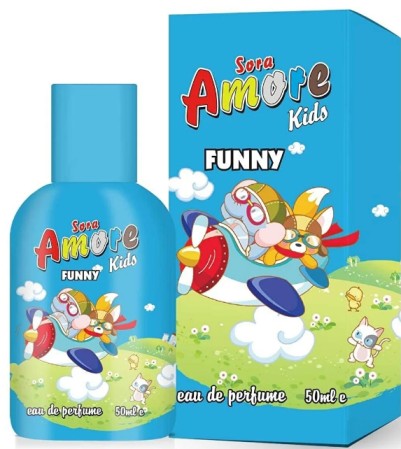 Sora
Amore
Kids
FUNNY
eau de perfume 50ml e
Sora
Amore
Kids
FUNNY
eau de perfume 50ml e